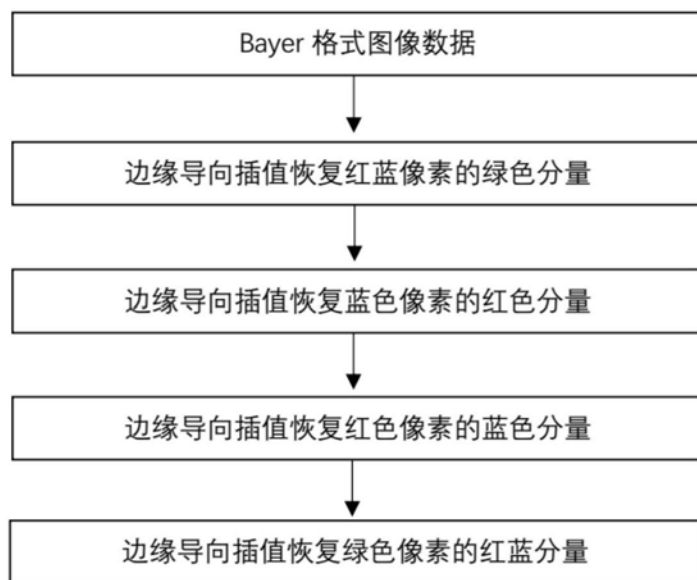 Bayer 格式图像数据
边缘导向插值恢复红蓝像素的绿色分量
边缘导向插值恢复蓝色像素的红色分量
边缘导向插值恢复红色像素的蓝色分量
边缘导向插值恢复绿色像素的红蓝分量